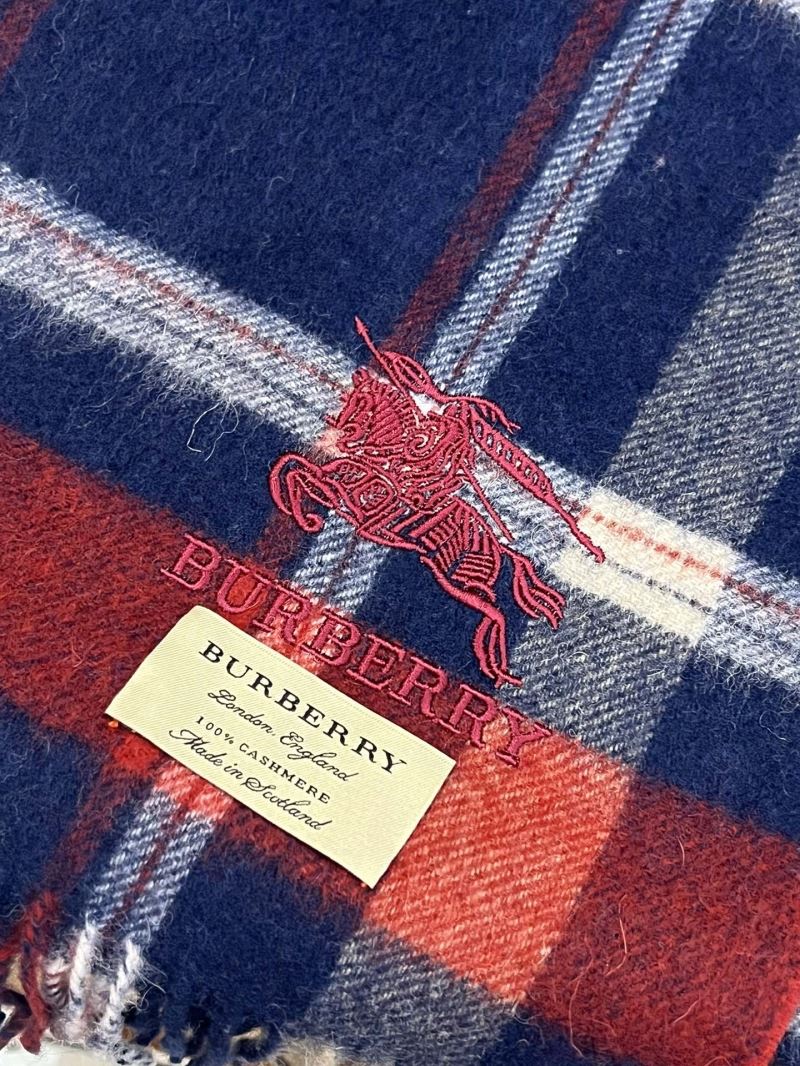 BURBERRY
BURBERRY
London, England
100% CASHMERE
Made in Scotland